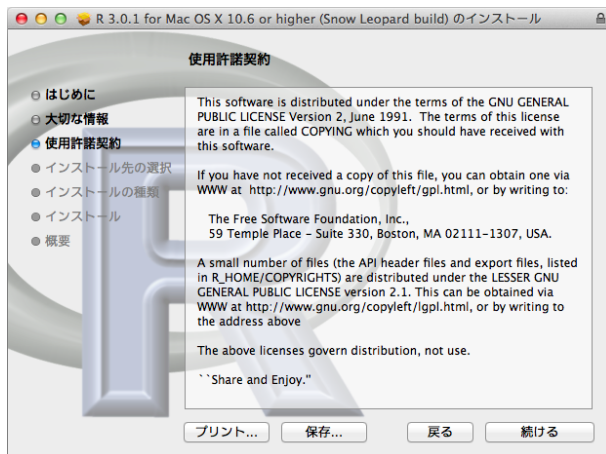 R 3.0.1 for Mac OS X 10.6 or higher (Snow Leopard build) のインストール
使用許諾契約
はじめに
大切な情報
使用許諾契約
インストール先の選択
インストールの種類
インストール
概要
This software is distributed under the terms of the GNU GENERAL
PUBLIC LICENSE Version 2, June 1991. The terms of this license
are in a file called COPYING which you should have received with
this software.
If you have not received a copy of this file, you can obtain one via
WWW at http://www.gnu.org/copyleft/gpl.html, or by writing to:
The Free Software Foundation, Inc.,
59 Temple Place – Suite 330, Boston, MA 02111-1307, USA.
A small number of files (the API header files and export files, listed
in R_HOME/COPYRIGHTS) are distributed under the LESSER GNU
GENERAL PUBLIC LICENSE version 2.1. This can be obtained via
WWW at http://www.gnu.org/copyleft/lgpl.html, or by writing to
the address above
The above licenses govern distribution, not use.
``Share and Enjoy.''
プリント... 保存... 戻る 続ける